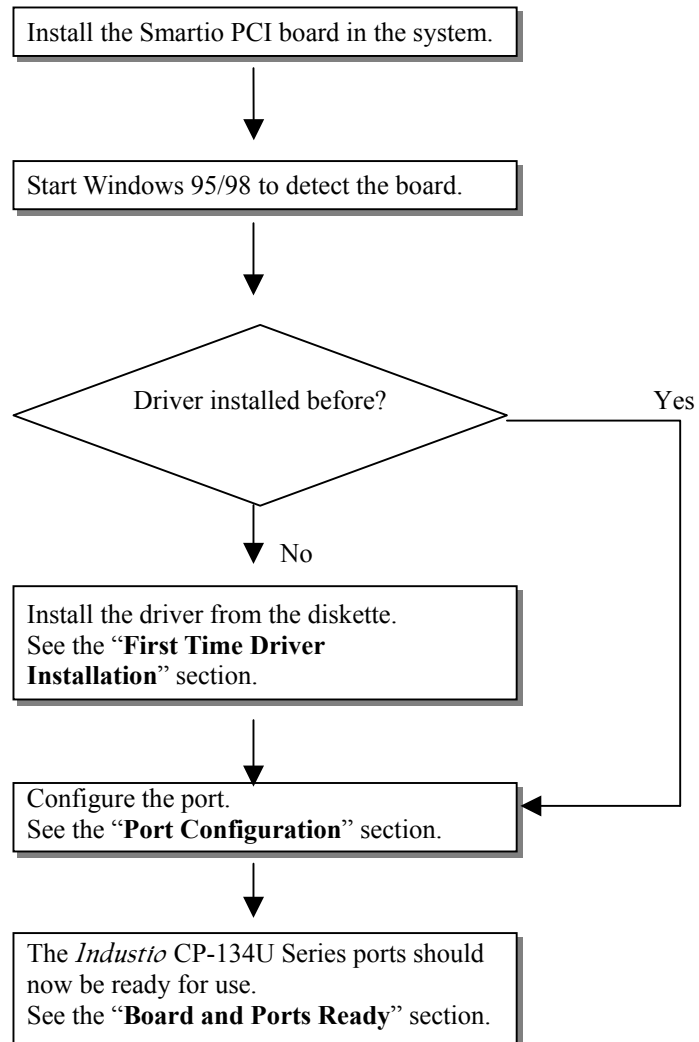 Install the Smartio PCI board in the system.
Start Windows 95/98 to detect the board.
Driver installed before?
Yes
No
Install the driver from the diskette.
See the “First Time Driver
Installation” section.
Configure the port.
See the “Port Configuration” section.
The Industio CP-134U Series ports should
now be ready for use.
See the “Board and Ports Ready” section.